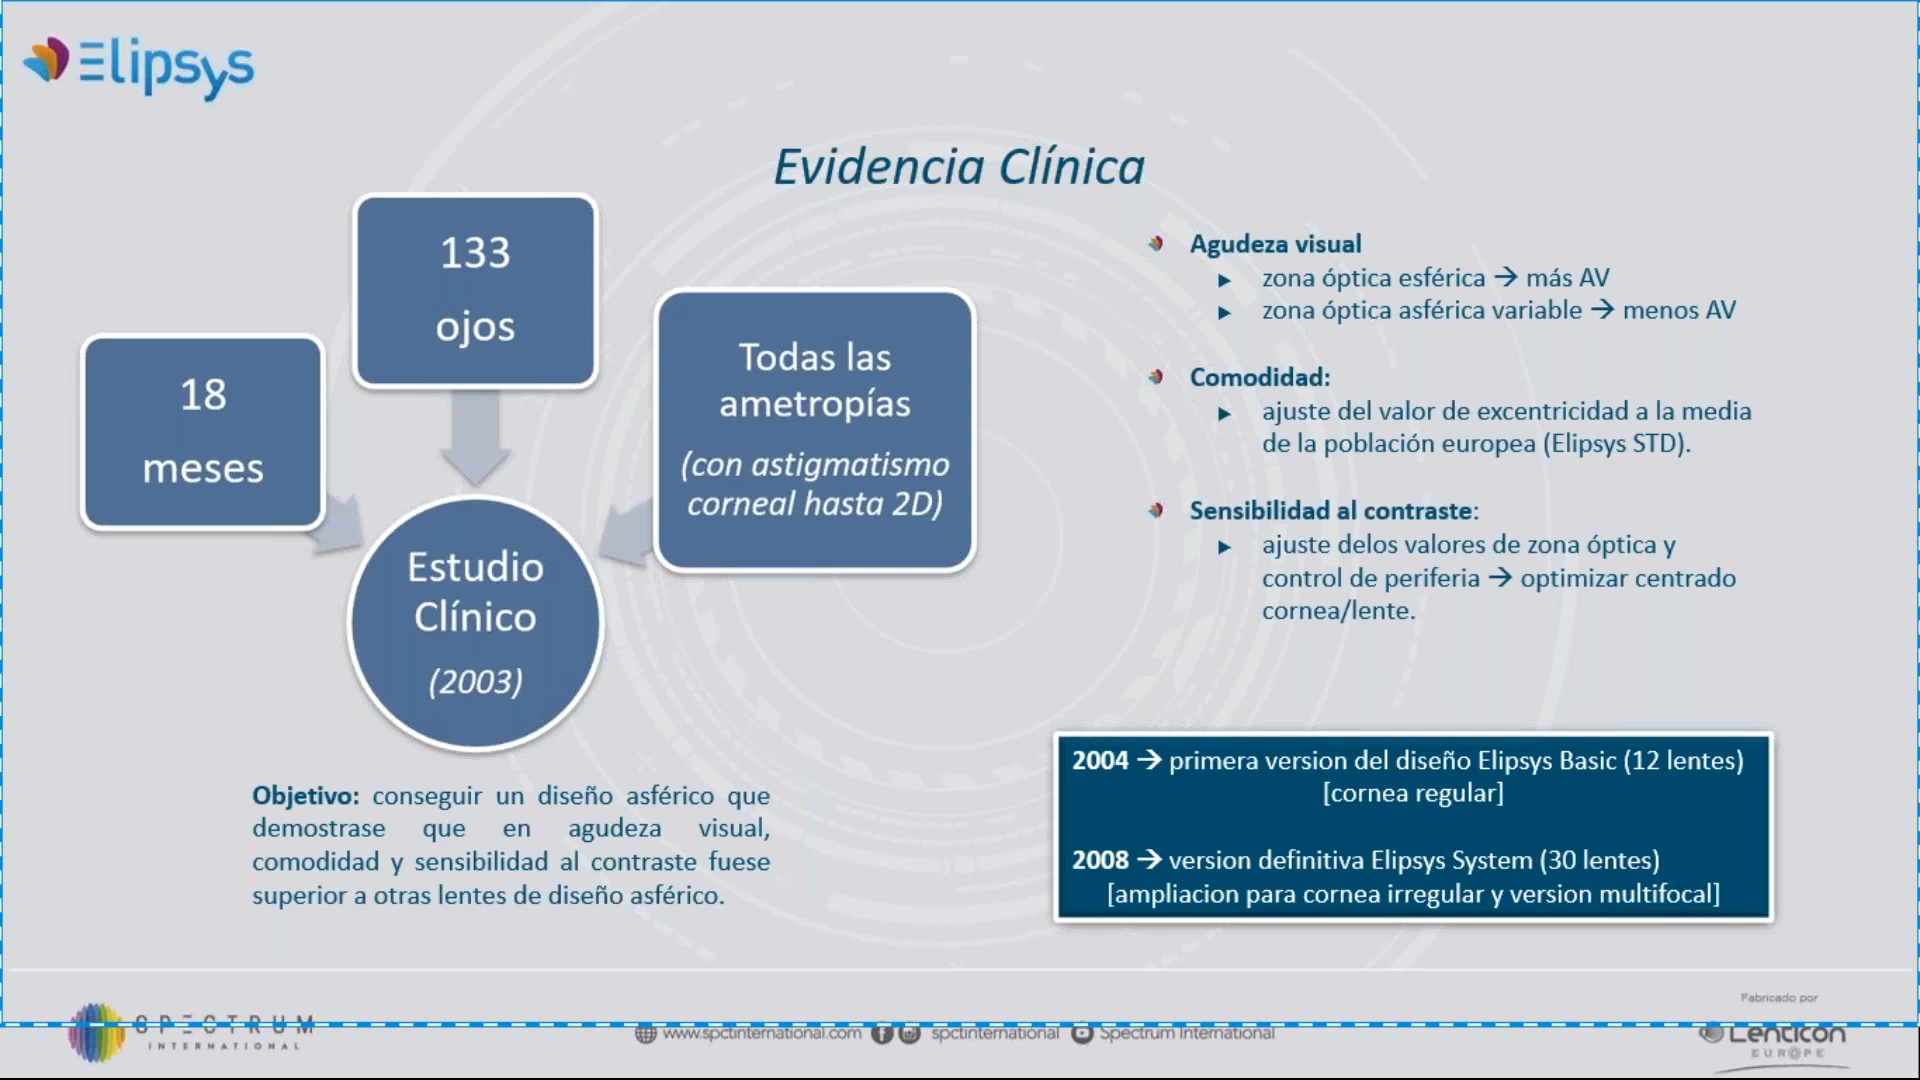 Elipsys
Evidencia Clínica
133
ojos
18
meses
Todas las
ametropías
(con astigmatismo
corneal hasta 2D)
Estudio
Clínico
(2003)
Objetivo: conseguir un diseño asférico que
demostrase que en agudeza visual,
comodidad y sensibilidad al contraste fuese
superior a otras lentes de diseño asférico.
Agudeza visual
zona óptica esférica → más AV
zona óptica asférica variable → menos AV
Comodidad:
ajuste del valor de excentricidad a la media
de la población europea (Elipsys STD).
Sensibilidad al contraste:
ajuste delos valores de zona óptica y
control de periferia → optimizar centrado
cornea/lente.
2004 → primera version del diseño Elipsys Basic (12 lentes)
[cornea regular]
2008 → version definitiva Elipsys System (30 lentes)
[ampliacion para cornea irregular y version multifocal]
SPECTRUM
INTERNATIONAL
www.spctinternational.com spctinternational Spectrum International
Fabricado por
Lenticon
EUROPE